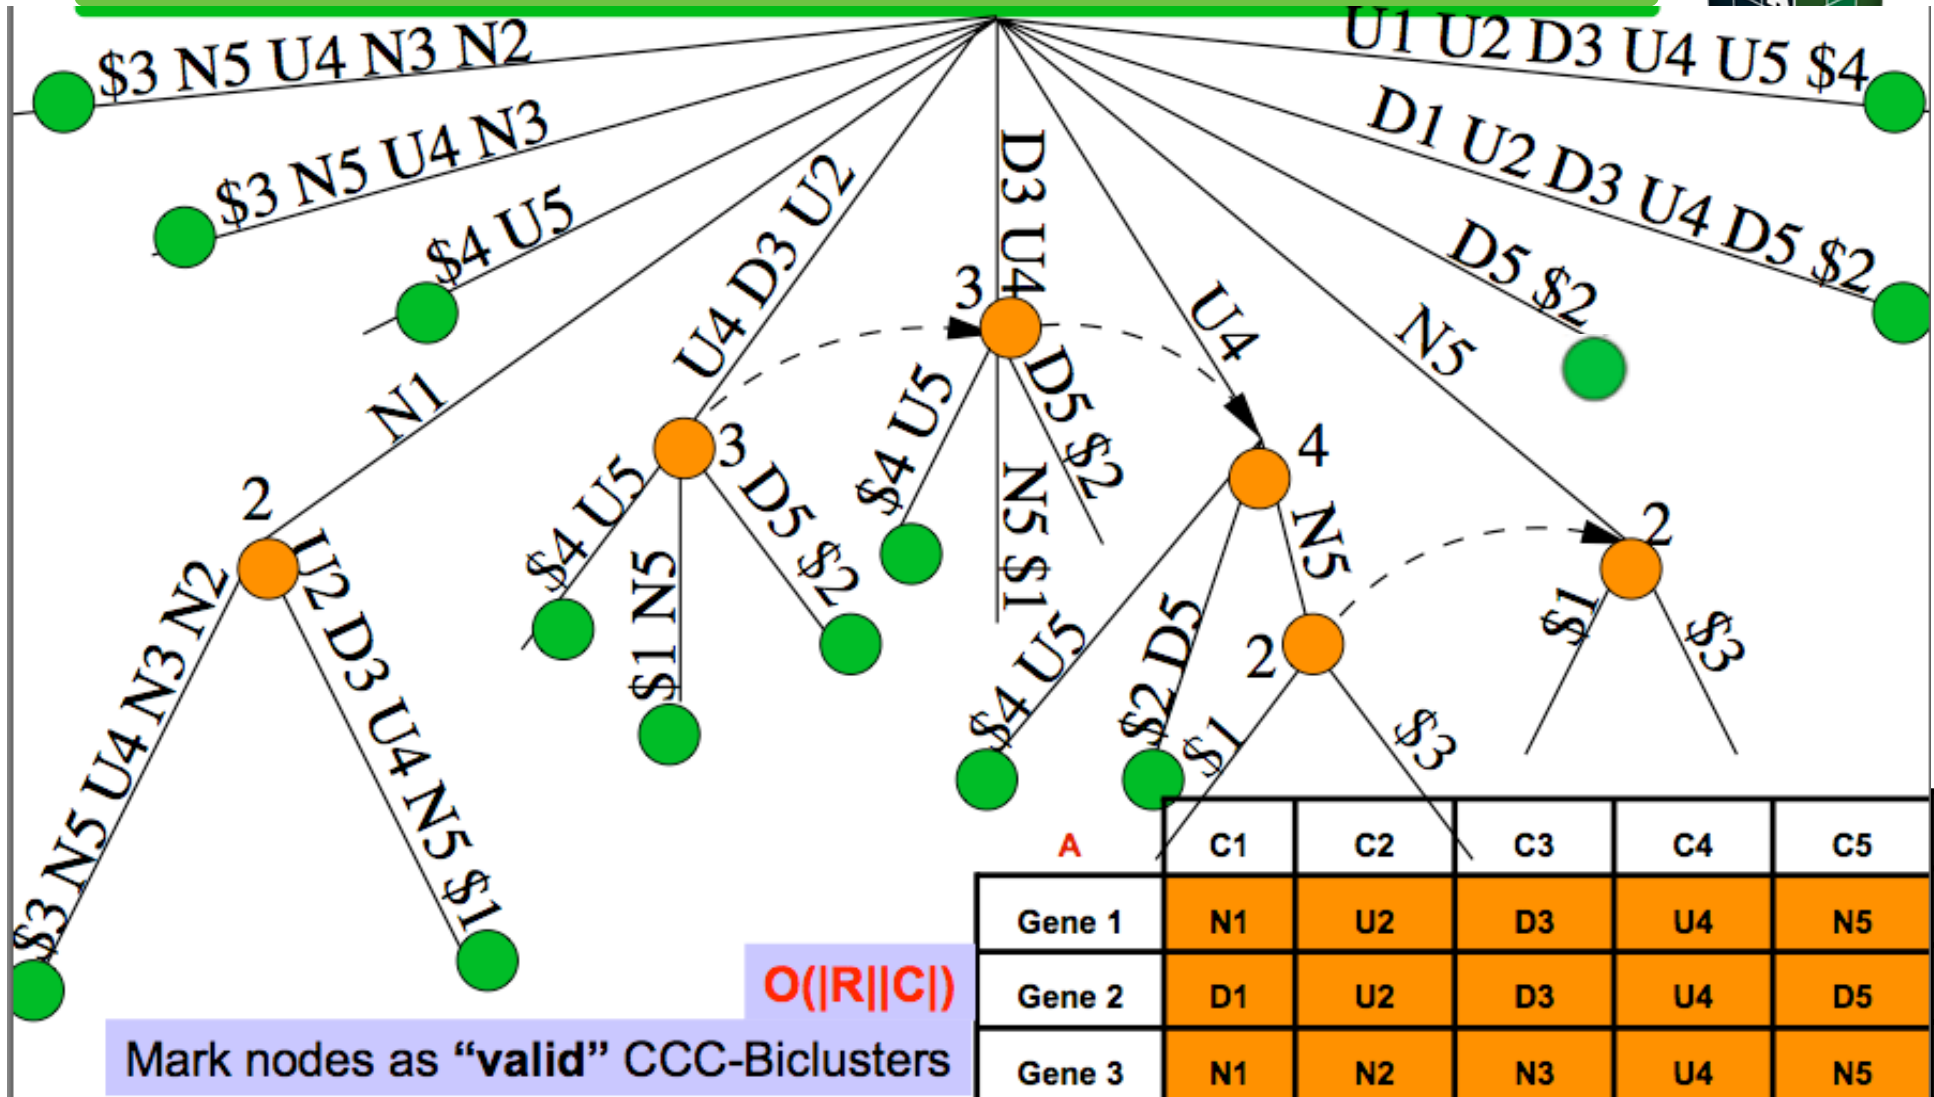 $3 N5 U4 N3 N2
U1 U2 D3 U4 U5 $4
$3 N5 U4 N3
D1 U2 D3 U4 D5 $2
$4 U5
D5 $2
N1
U4 D3 U2
D3 U4
U4
N5
3
3
4
2
2
2
$4 U5
$1 N5
D5 $2
$4 U5
N5 $1
D5 $2
N5
$4 U5
$2 D5
$1
$3
$1
$3
$3 N5 U4 N3 N2
U2 D3 U4 N5 $1
A C1 C2 C3 C4 C5
Gene 1 N1 U2 D3 U4 N5
Gene 2 D1 U2 D3 U4 D5
Gene 3 N1 N2 N3 U4 N5
O(|R||C|)
Mark nodes as “valid” CCC-Biclusters